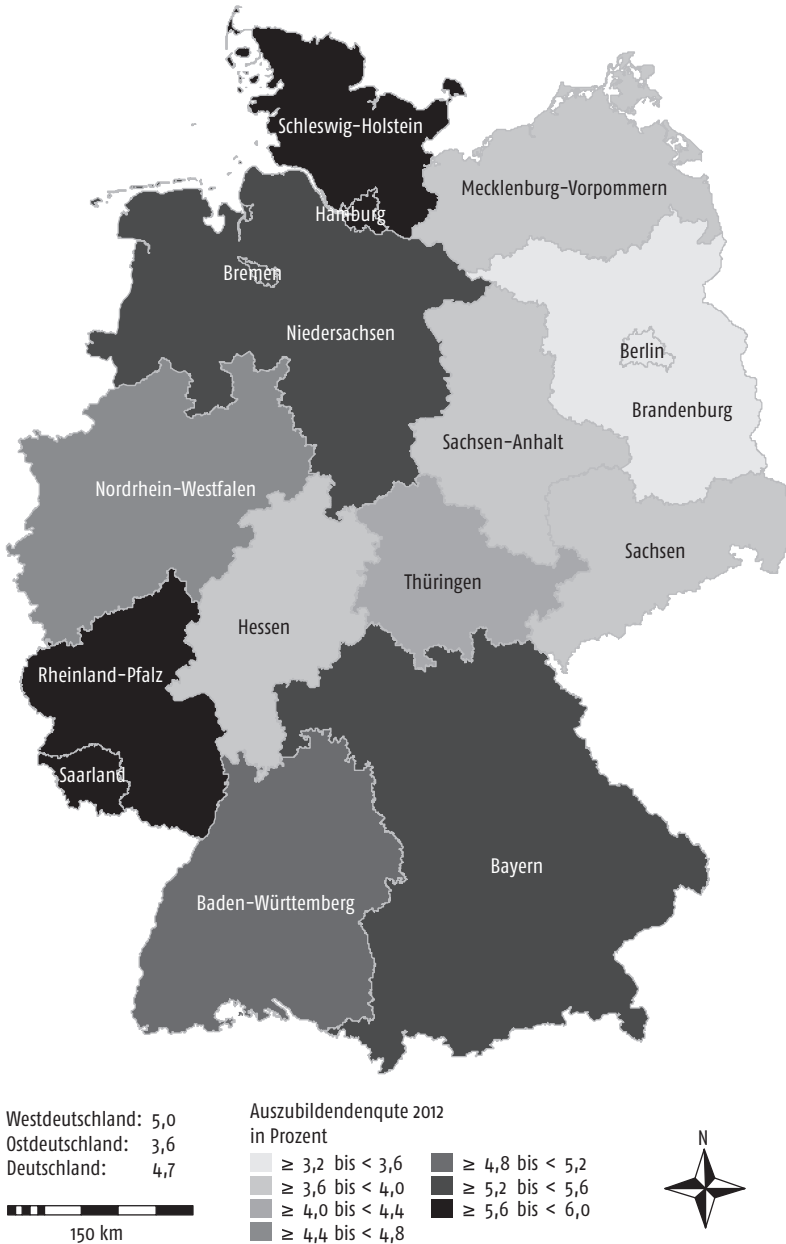 Schleswig-Holstein
Mecklenburg-Vorpommern
Hamburg
Bremen
Niedersachsen
Berlin
Brandenburg
Sachsen-Anhalt
Nordrhein-Westfalen
Sachsen
Thüringen
Hessen
Rheinland-Pfalz
Saarland
Bayern
Baden-Württemberg
Westdeutschland: 5,0
Ostdeutschland: 3,6
Deutschland: 4,7
150 km
Auszubildendenqute 2012
in Prozent
≥ 3,2 bis < 3,6
≥ 3,6 bis < 4,0
≥ 4,0 bis < 4,4
≥ 4,4 bis < 4,8
≥ 4,8 bis < 5,2
≥ 5,2 bis < 5,6
≥ 5,6 bis < 6,0
N